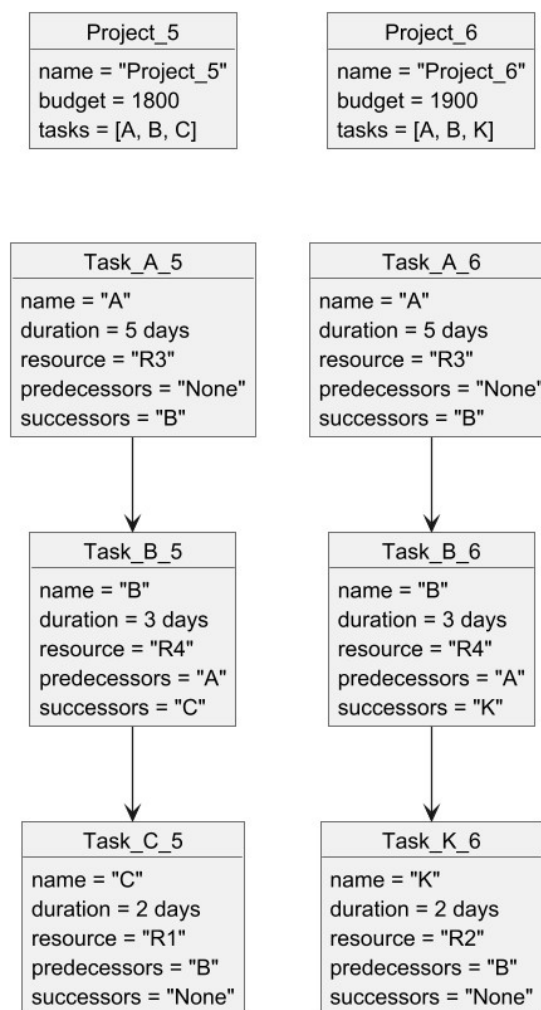 Project_5
name = "Project_5"
budget = 1800
tasks = [A, B, C]
Project_6
name = "Project_6"
budget = 1900
tasks = [A, B, K]
Task_A_5
name = "A"
duration = 5 days
resource = "R3"
predecessors = "None"
successors = "B"
Task_A_6
name = "A"
duration = 5 days
resource = "R3"
predecessors = "None"
successors = "B"
Task_B_5
name = "B"
duration = 3 days
resource = "R4"
predecessors = "A"
successors = "C"
Task_B_6
name = "B"
duration = 3 days
resource = "R4"
predecessors = "A"
successors = "K"
Task_C_5
name = "C"
duration = 2 days
resource = "R1"
predecessors = "B"
successors = "None"
Task_K_6
name = "K"
duration = 2 days
resource = "R2"
predecessors = "B"
successors = "None"